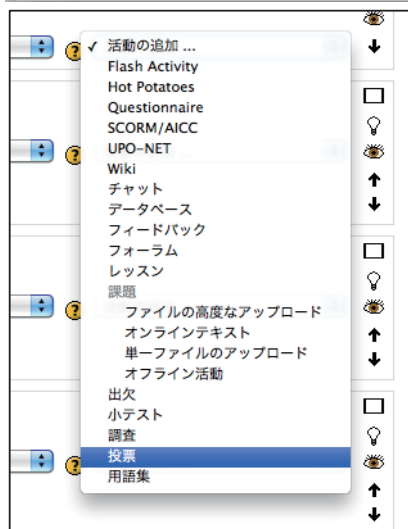 ✓ 活動の追加 ...
Flash Activity
Hot Potatoes
Questionnaire
SCORM/AICC
UPO-NET
Wiki
チャット
データベース
フィードバック
フォーラム
レッスン
課題
ファイルの高度なアップロード
オンラインテキスト
単一ファイルのアップロード
オフライン活動
出欠
小テスト
調査
投票
用語集